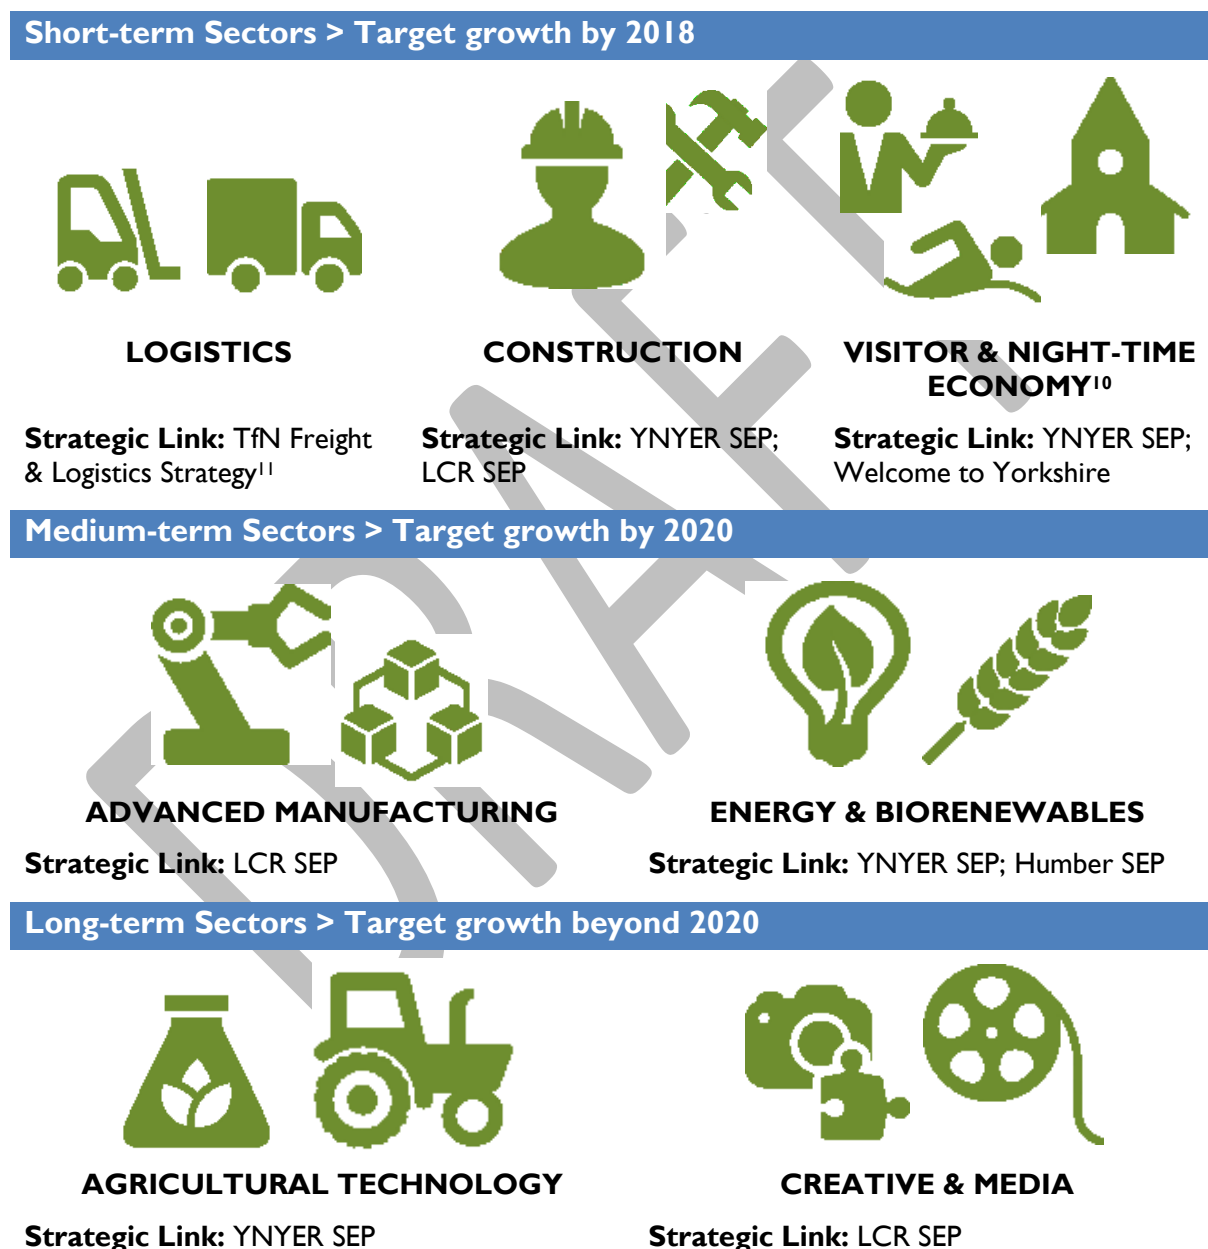 Short-term Sectors > Target growth by 2018
LOGISTICS
CONSTRUCTION
VISITOR & NIGHT-TIME
ECONOMY¹⁰
Strategic Link: TfN Freight
& Logistics Strategy¹¹
Strategic Link: YNYER SEP;
LCR SEP
Strategic Link: YNYER SEP;
Welcome to Yorkshire
Medium-term Sectors > Target growth by 2020
ADVANCED MANUFACTURING
ENERGY & BIORENEWABLES
Strategic Link: LCR SEP
Strategic Link: YNYER SEP; Humber SEP
Long-term Sectors > Target growth beyond 2020
AGRICULTURAL TECHNOLOGY
CREATIVE & MEDIA
Strategic Link: YNYER SEP
Strategic Link: LCR SEP
DRAFT